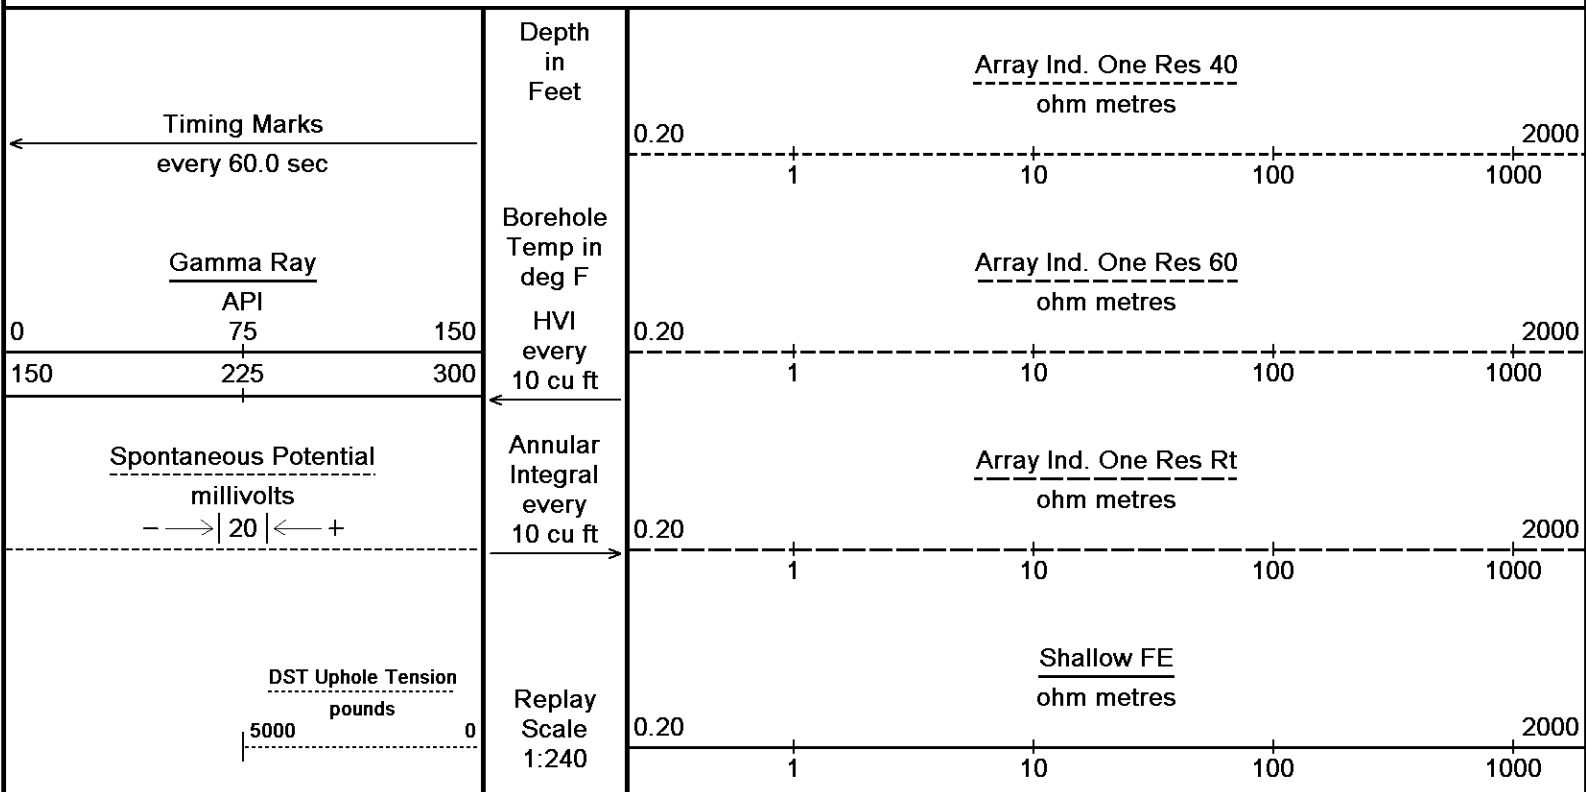 Timing Marks
every 60.0 sec
Gamma Ray
API
0 75 150
150 225 300
Spontaneous Potential
millivolts
− 20 +
DST Uphole Tension
pounds
5000 0
Depth
in
Feet
Borehole
Temp in
deg F
HVI
every
10 cu ft
Annular
Integral
every
10 cu ft
Replay
Scale
1:240
Array Ind. One Res 40
ohm metres
0.20 2000
1 10 100 1000
Array Ind. One Res 60
ohm metres
0.20 2000
1 10 100 1000
Array Ind. One Res Rt
ohm metres
0.20 2000
1 10 100 1000
Shallow FE
ohm metres
0.20 2000
1 10 100 1000